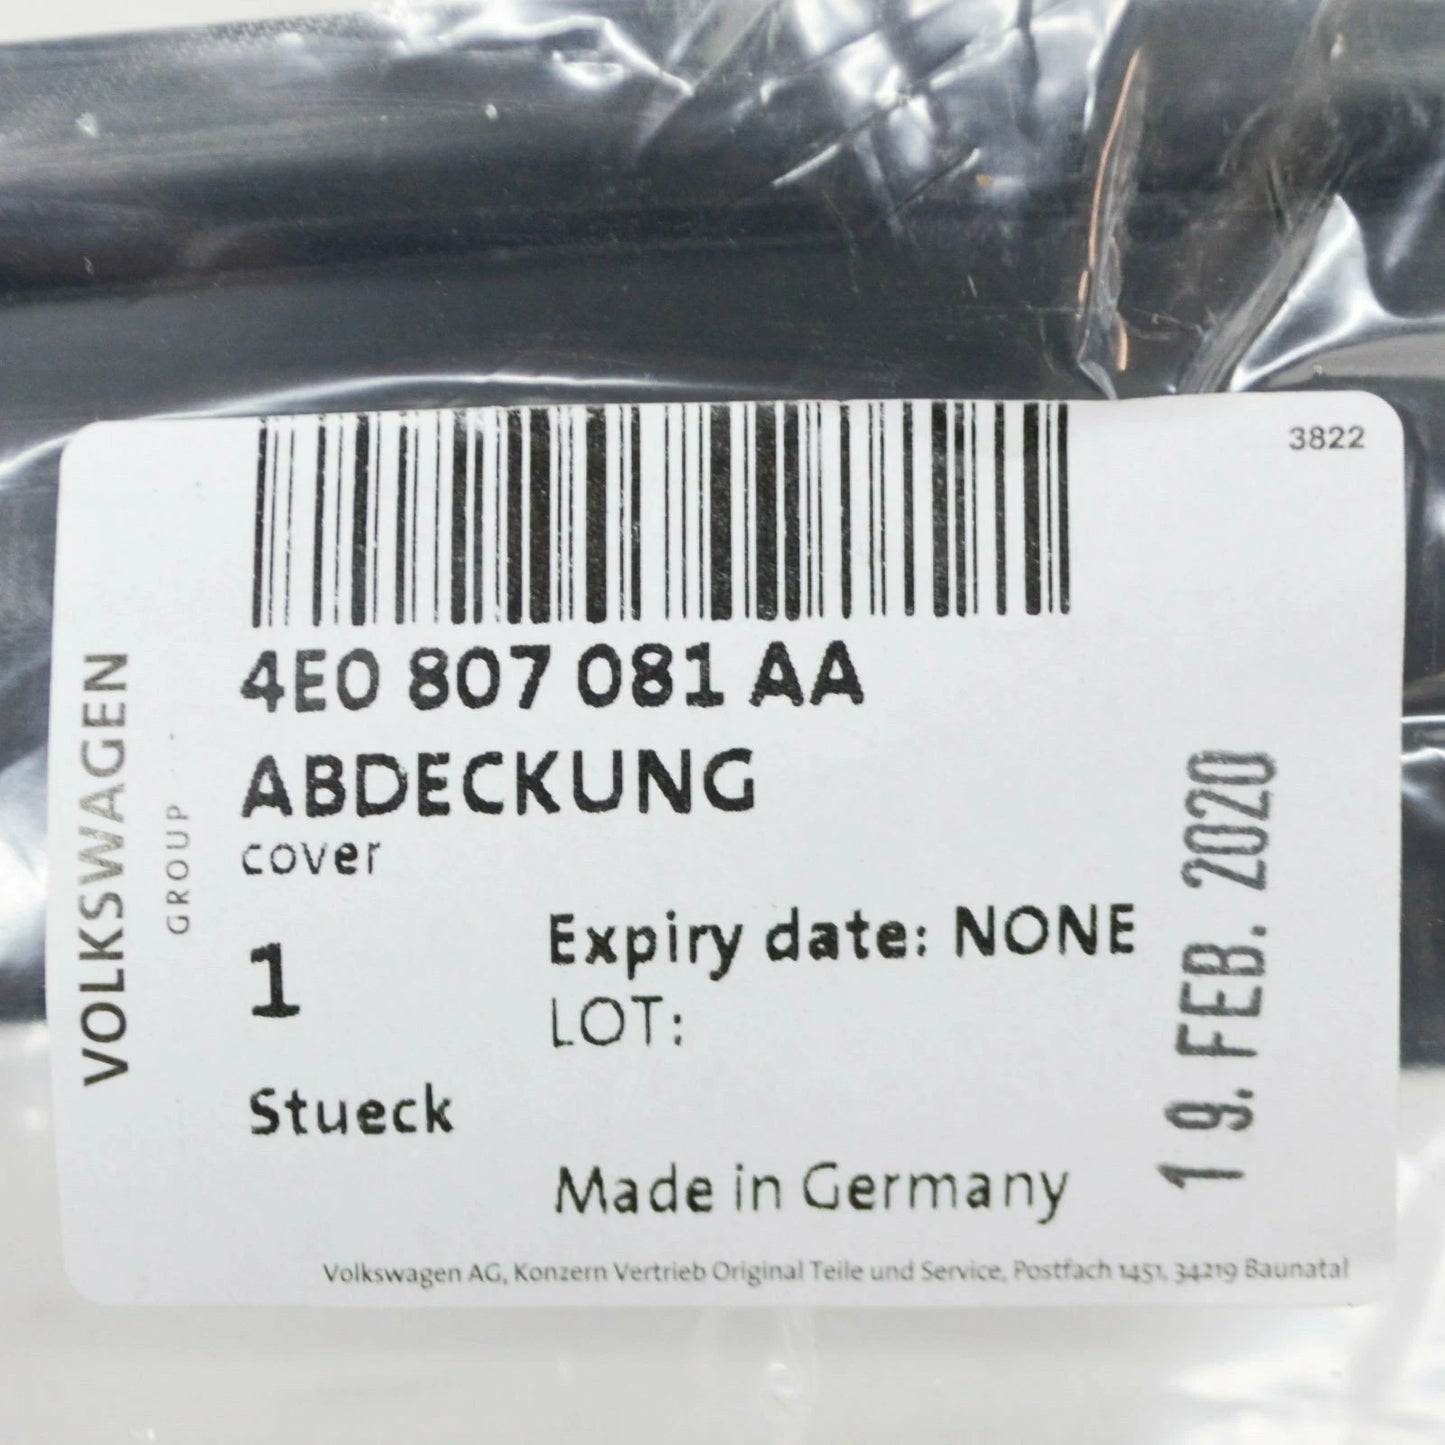 3822
VOLKSWAGEN
GROUP
4E0 807 081 AA
ABDECKUNG
cover
1
Expiry date: NONE
LOT:
Stueck
Made in Germany
19. FEB. 2020
Volkswagen AG, Konzern Vertrieb Original Teile und Service, Postfach 1451, 34219 Baunatal